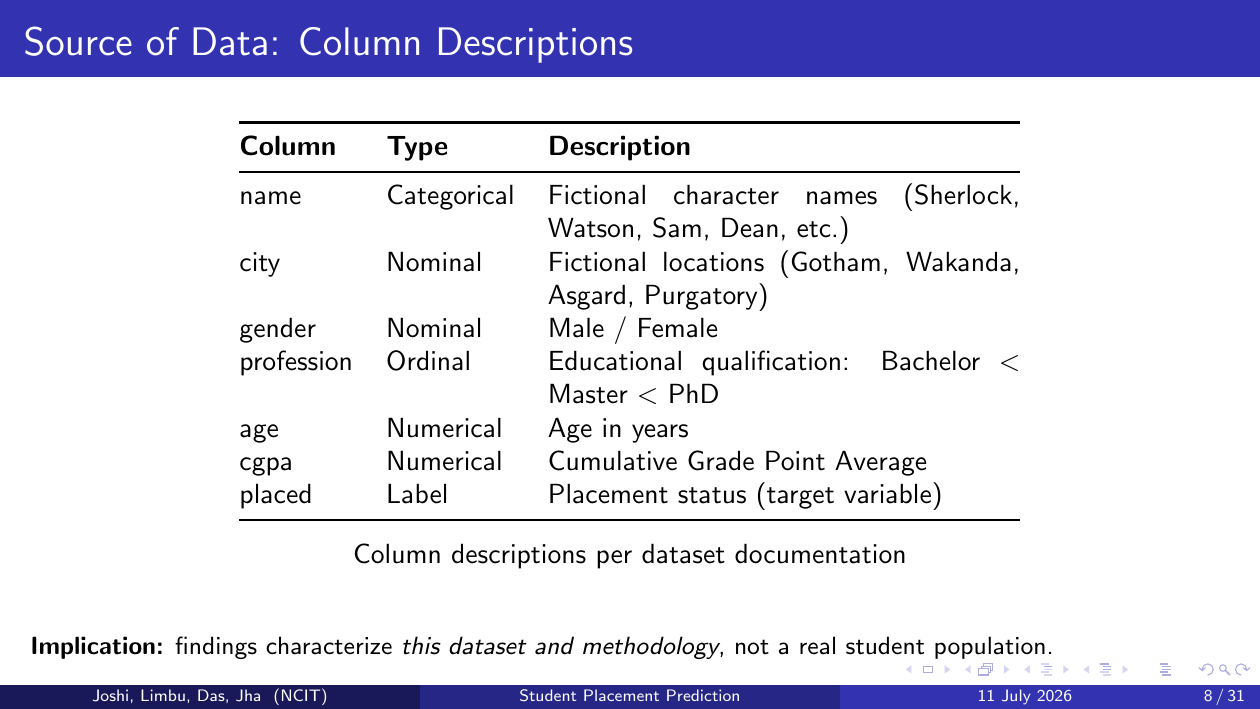 Source of Data: Column Descriptions
Column Type Description
name Categorical Fictional character names (Sherlock,
Watson, Sam, Dean, etc.)
city Nominal Fictional locations (Gotham, Wakanda,
Asgard, Purgatory)
gender Nominal Male / Female
profession Ordinal Educational qualification: Bachelor <
Master < PhD
age Numerical Age in years
cgpa Numerical Cumulative Grade Point Average
placed Label Placement status (target variable)
Column descriptions per dataset documentation
Implication: findings characterize this dataset and methodology, not a real student population.
Joshi, Limbu, Das, Jha (NCIT) Student Placement Prediction 11 July 2026 8 / 31